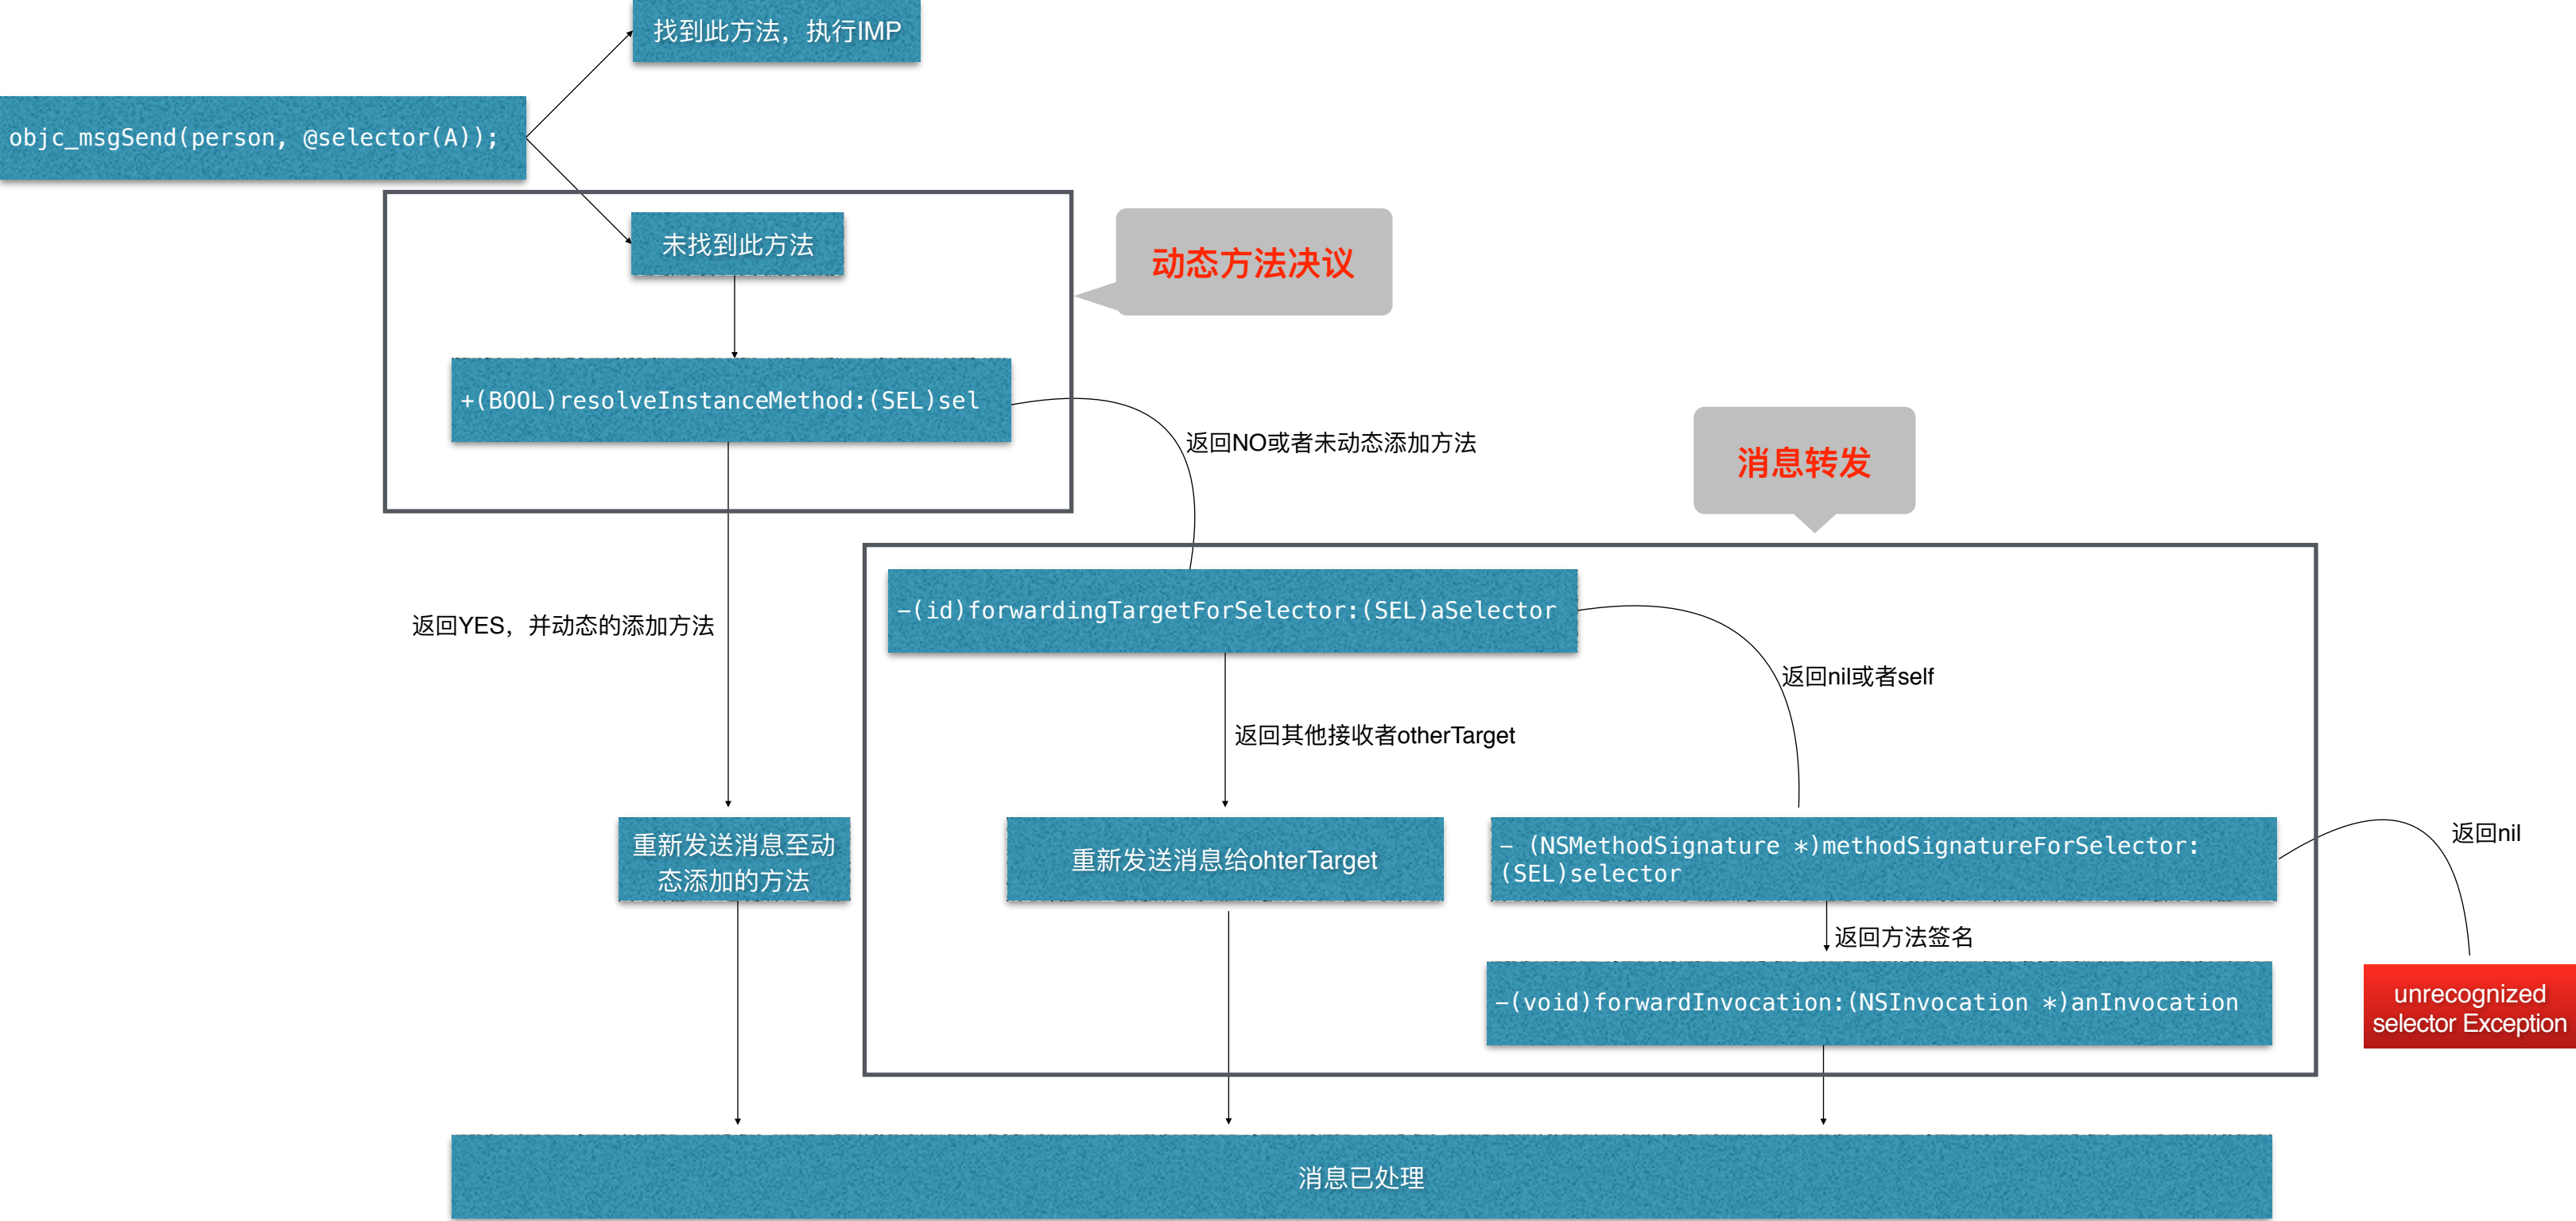 找到此方法，执行IMP
objc_msgSend(person, @selector(A));
未找到此方法
动态方法决议
+(BOOL)resolveInstanceMethod:(SEL)sel
返回NO或者未动态添加方法
消息转发
-(id)forwardingTargetForSelector:(SEL)aSelector
返回YES，并动态的添加方法
返回nil或者self
返回其他接收者otherTarget
重新发送消息至动
态添加的方法
重新发送消息给ohterTarget
- (NSMethodSignature *)methodSignatureForSelector:
(SEL)selector
返回nil
返回方法签名
-(void)forwardInvocation:(NSInvocation *)anInvocation
unrecognized
selector Exception
消息已处理